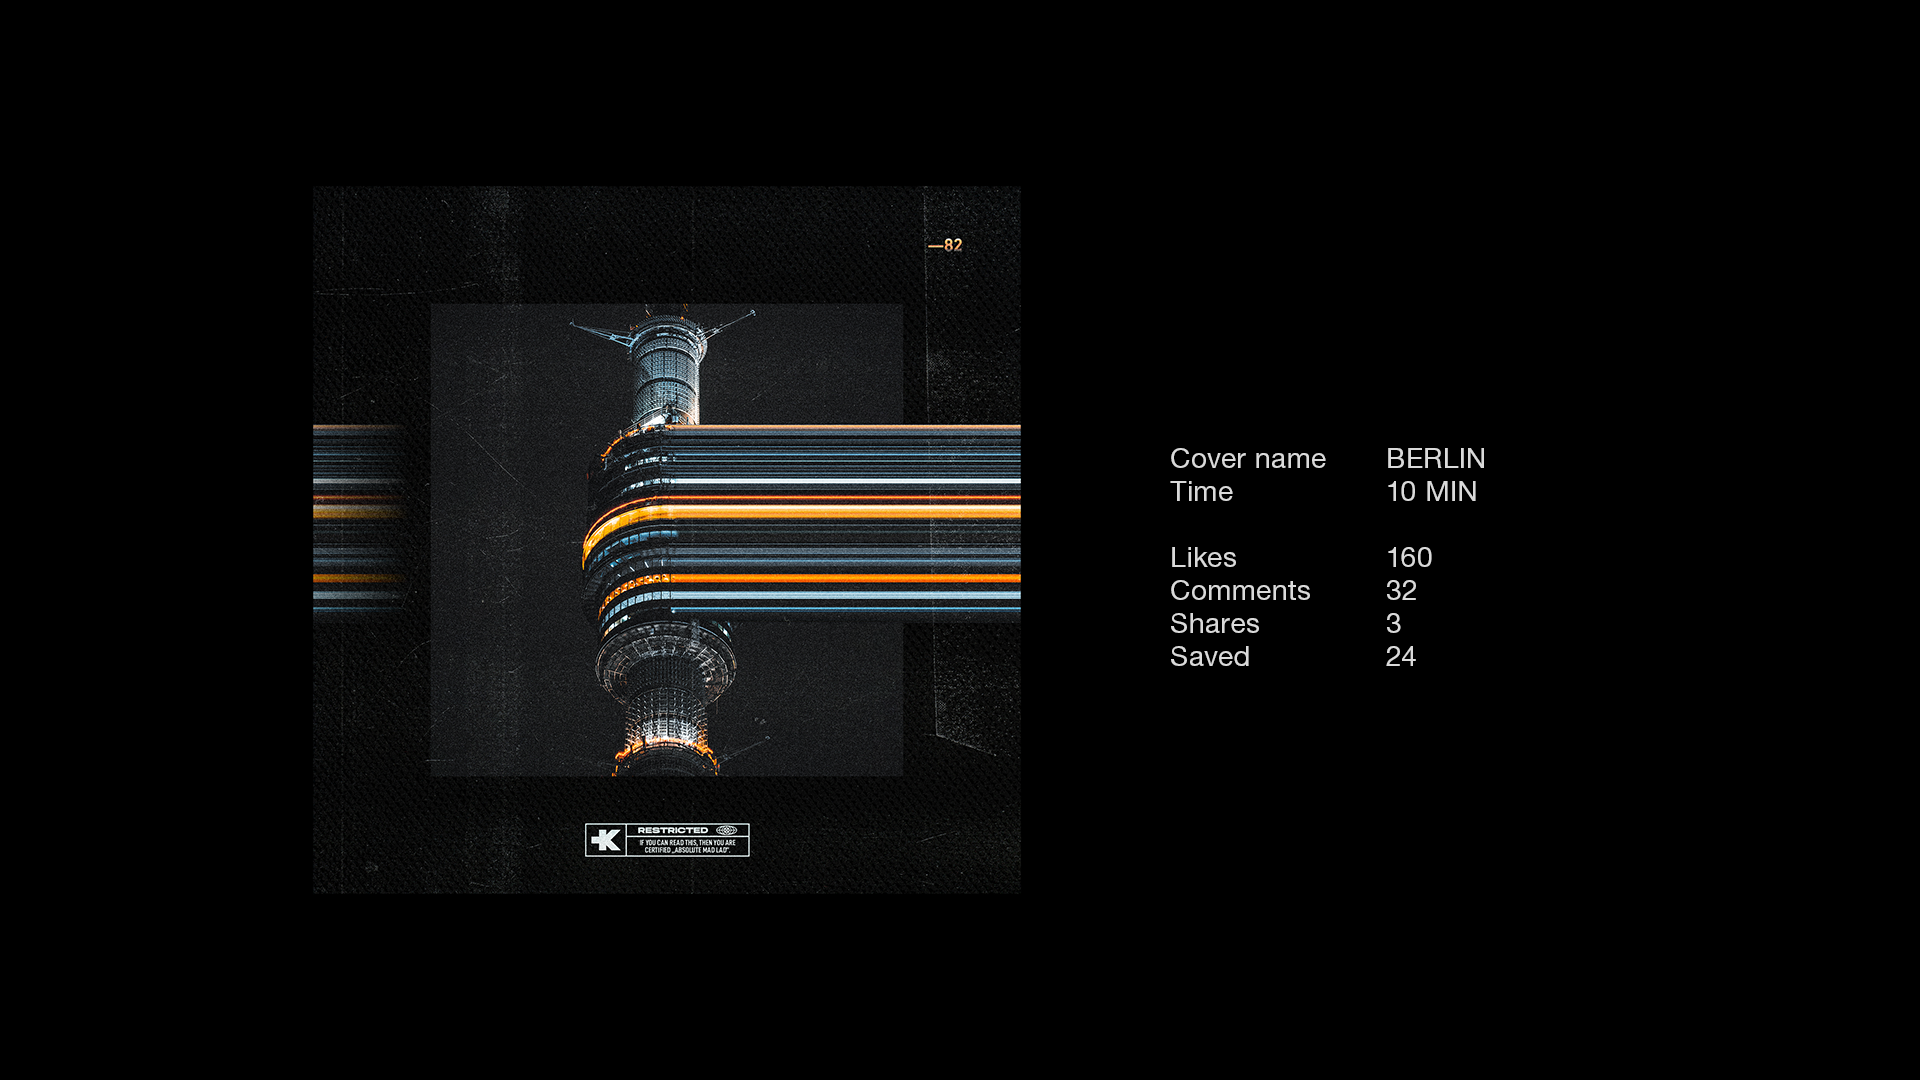 —82
Cover name BERLIN
Time 10 MIN
Likes 160
Comments 32
Shares 3
Saved 24
K
RESTRICTED
IF YOU CAN READ THIS, THEN YOU ARE
CERTIFIED „ABSOLUTE MAD LAD".